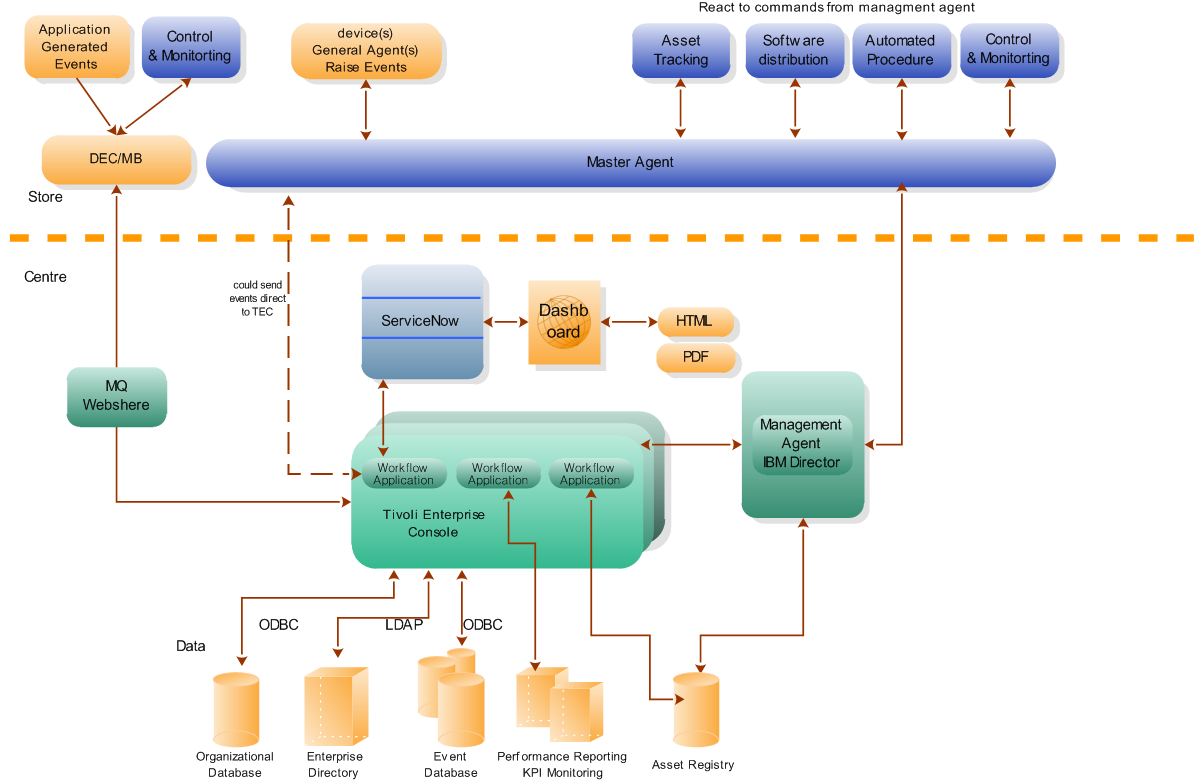 React to commands from managment agent
Application
Generated
Events
Control
& Monitorting
device(s)
General Agent(s)
Raise Events
Asset
Tracking
Software
distribution
Automated
Procedure
Control
& Monitorting
DEC/MB
Master Agent
Store
Centre
could send
events direct
to TEC
ServiceNow
Dashb
oard
HTML
PDF
MQ
Webshere
Management
Agent
IBM Director
Workflow
Application
Workflow
Application
Workflow
Application
Tivoli Enterprise
Console
ODBC
LDAP
ODBC
Data
Organizational
Database
Enterprise
Directory
Event
Database
Performance Reporting
KPI Monitoring
Asset Registry